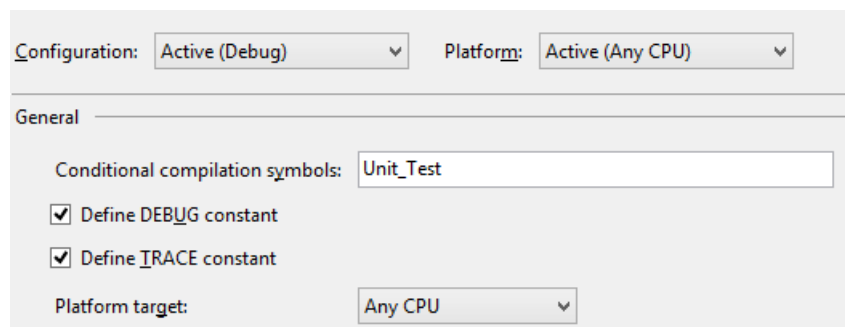 Configuration: Active (Debug) Platform: Active (Any CPU)
General
Conditional compilation symbols: Unit_Test
Define DEBUG constant
Define TRACE constant
Platform target: Any CPU